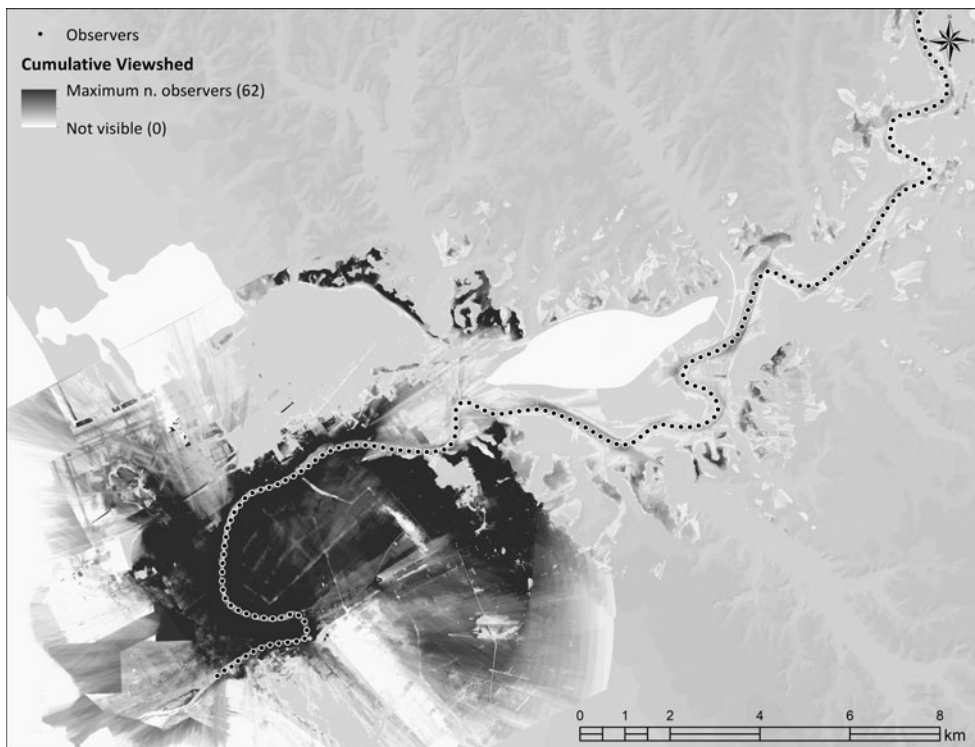 Observers
Cumulative Viewshed
Maximum n. observers (62)
Not visible (0)
0 1 2 4 6 8
km